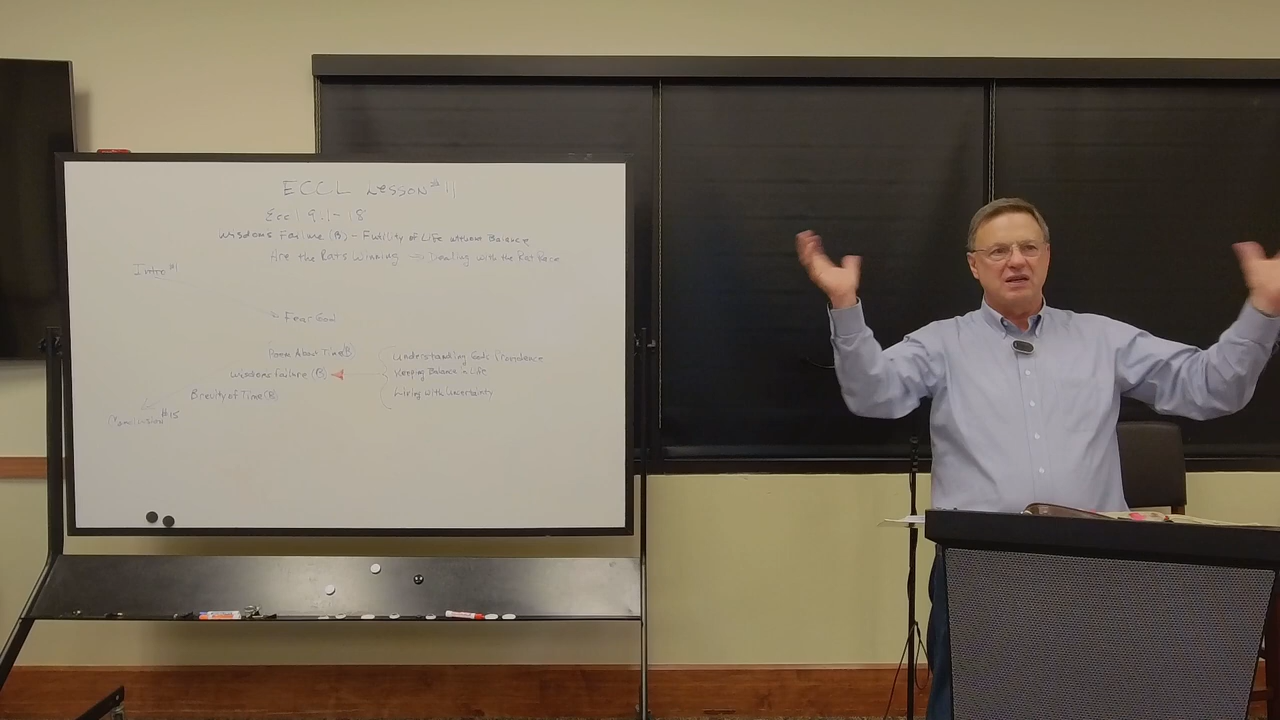 ECCL Lesson #11
Eccl 9:1-18
Wisdoms Failure (B) - Futility of Life without Balance
Are the Rats Winning → Dealing with the Rat Race
Intro #1
Fear God
Poem About Time (B)
Wisdoms Failure (B)
Brevity of Time (B)
Conclusion #15
Understanding Gods Providence
Keeping Balance in Life
Living with Uncertainty